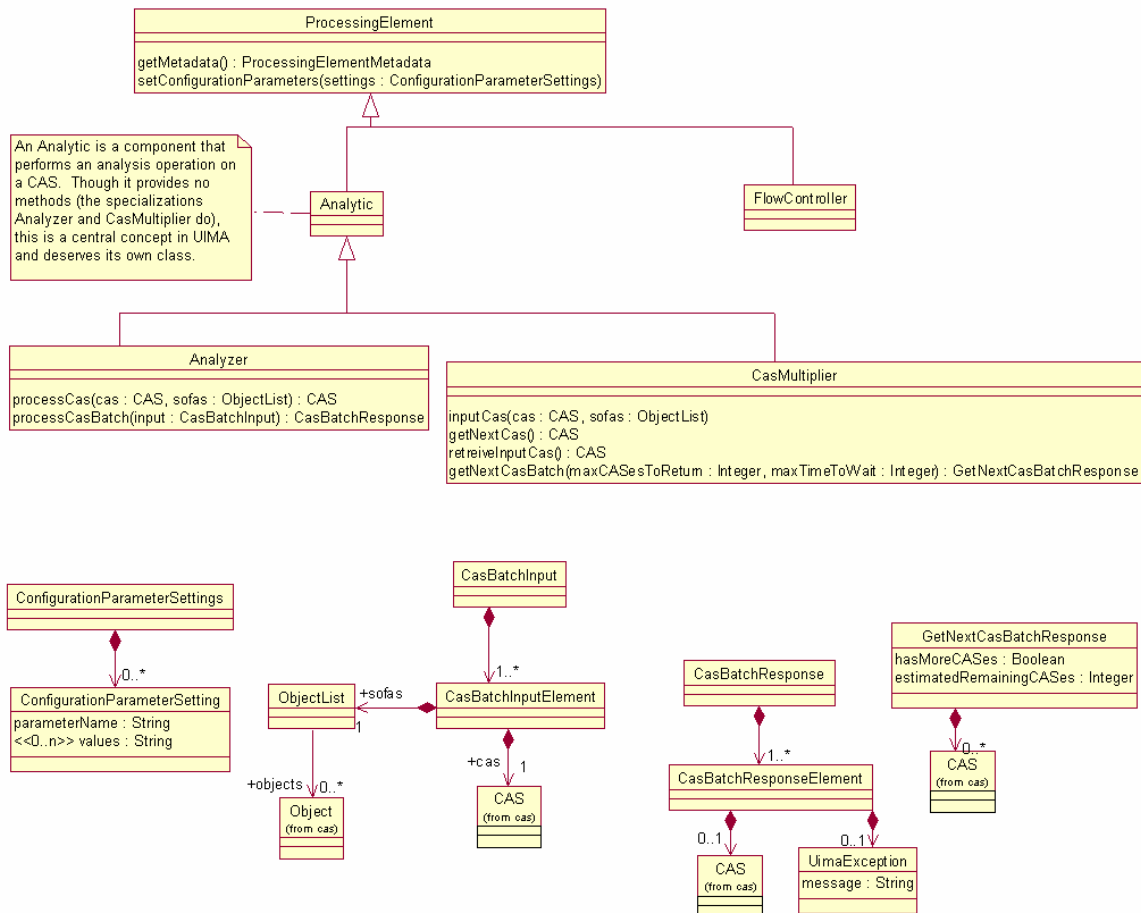 ProcessingElement
getMetadata() : ProcessingElementMetadata
setConfigurationParameters(settings : ConfigurationParameterSettings)
An Analytic is a component that
performs an analysis operation on
a CAS. Though it provides no
methods (the specializations
Analyzer and CasMultiplier do),
this is a central concept in UIMA
and deserves its own class.
Analytic
FlowController
Analyzer
processCas(cas : CAS, sofas : ObjectList) : CAS
processCasBatch(input : CasBatchInput) : CasBatchResponse
CasMultiplier
inputCas(cas : CAS, sofas : ObjectList)
getNextCas() : CAS
retreiveInputCas() : CAS
getNextCasBatch(maxCASesToReturn : Integer, maxTimeToWait : Integer) : GetNextCasBatchResponse
ConfigurationParameterSettings
0..*
ConfigurationParameterSetting
parameterName : String
<<0..n>> values : String
CasBatchInput
1..*
CasBatchInputElement
+sofas
1
ObjectList
+objects
0..*
Object
(from cas)
+cas
1
CAS
(from cas)
CasBatchResponse
1..*
CasBatchResponseElement
0..1
CAS
(from cas)
0..1
UimaException
message : String
GetNextCasBatchResponse
hasMoreCASes : Boolean
estimatedRemainingCASes : Integer
0..*
CAS
(from cas)